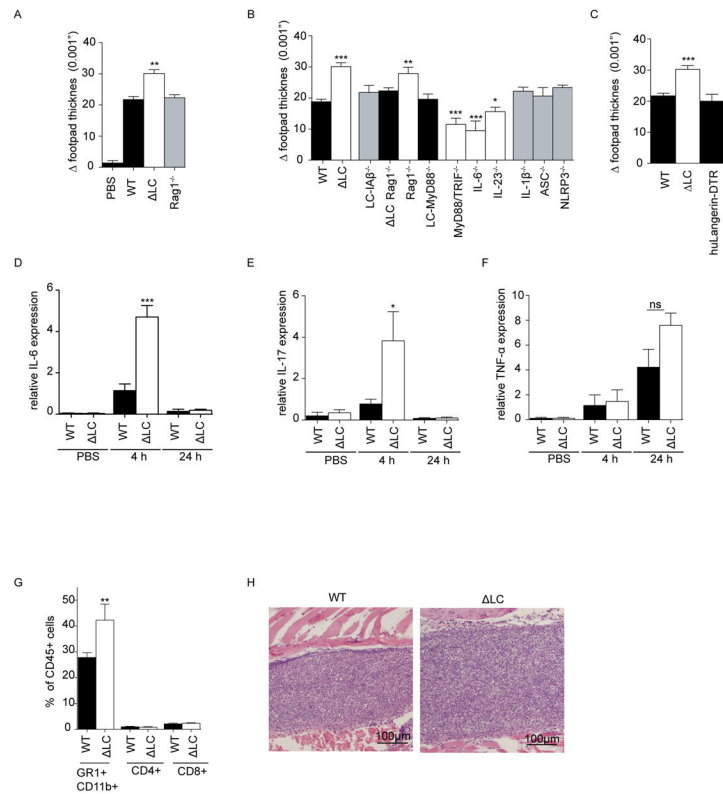 A
Δ footpad thicknes (0.001")
40
30
20
10
0
**
PBS
WT
ΔLC
Rag1-/-
B
Δ footpad thicknes (0.001")
40
30
20
10
0
***
**
***
***
*
WT
ΔLC
LC-IAβ-/-
ΔLC Rag1-/-
Rag1-/-
LC-MyD88-/-
MyD88/TRIF-/-
IL-6-/-
IL-23-/-
IL-1β-/-
ASC-/-
NLRP3-/-
C
Δ footpad thicknes (0.001")
40
30
20
10
0
***
WT
ΔLC
huLangerin-DTR
D
relative IL-6 expression
6
4
2
0
***
WT
ΔLC
WT
ΔLC
WT
ΔLC
PBS
4 h
24 h
E
relative IL-17 expression
6
4
2
0
*
WT
ΔLC
WT
ΔLC
WT
ΔLC
PBS
4 h
24 h
F
relative TNF-α expression
10
8
6
4
2
0
ns
WT
ΔLC
WT
ΔLC
WT
ΔLC
PBS
4 h
24 h
G
% of CD45+ cells
50
40
30
20
10
0
**
WT
ΔLC
WT
ΔLC
WT
ΔLC
GR1+
CD11b+
CD4+
CD8+
H
WT
ΔLC
100µm
100µm